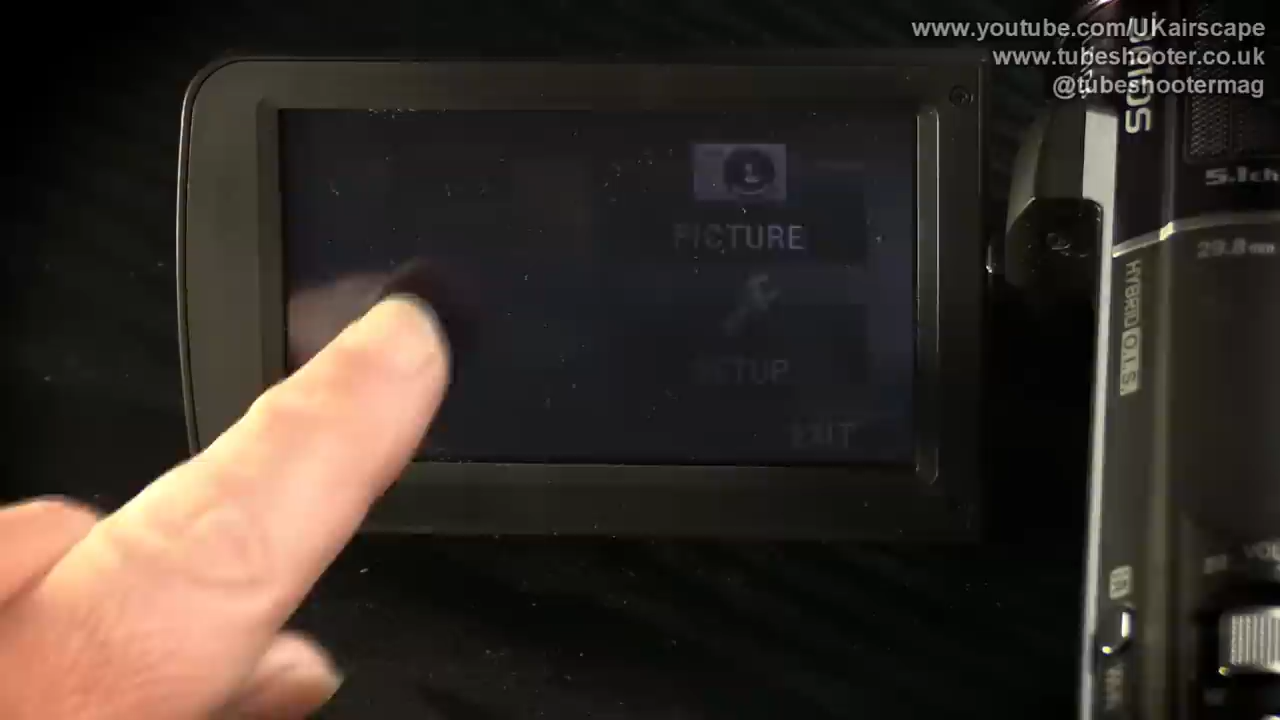 www.youtube.com/UKairscape
www.tubeshooter.co.uk
@tubeshootermag
5.1ch
PICTURE
29.8mm
HYBRID O.I.S.
SETUP
EXIT